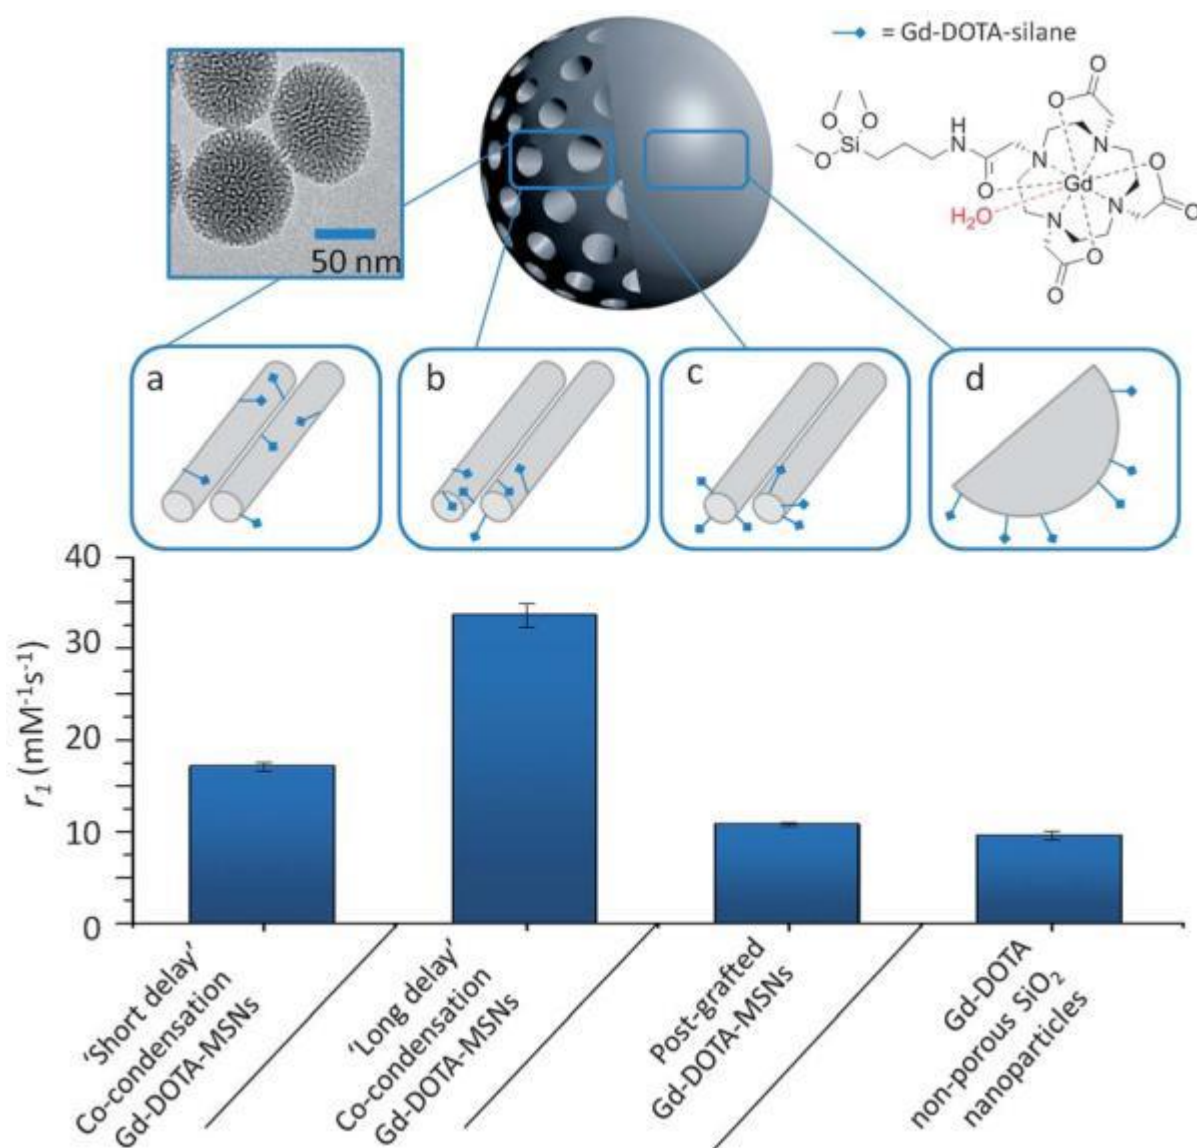 = Gd-DOTA-silane
50 nm
O
O
O
O
O
Si
H
N
O
N
N
N
N
Gd
H₂O
O
O
O
O
O
a
b
c
d
r₁ (mM⁻¹s⁻¹)
40
30
20
10
0
'Short delay'
Co-condensation
Gd-DOTA-MSNs
'Long delay'
Co-condensation
Gd-DOTA-MSNs
Post-grafted
Gd-DOTA-MSNs
Gd-DOTA
non-porous SiO₂
nanoparticles